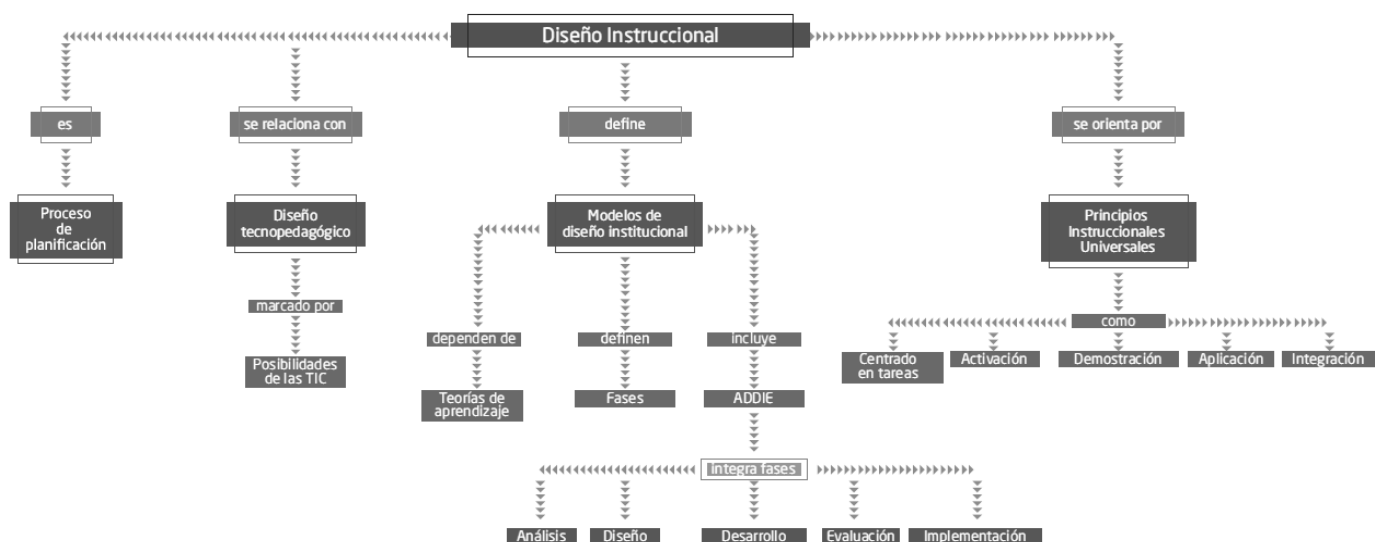 Diseño Instruccional
es
se relaciona con
define
se orienta por
Proceso
de
planificación
Diseño
tecnopedagógico
Modelos de
diseño institucional
Principios
Instruccionales
Universales
marcado por
dependen de
definen
incluye
como
Posibilidades
de las TIC
Centrado
en tareas
Activación
Demostración
Aplicación
Integración
Teorías de
aprendizaje
Fases
ADDIE
integra fases
Análisis
Diseño
Desarrollo
Evaluación
Implementación